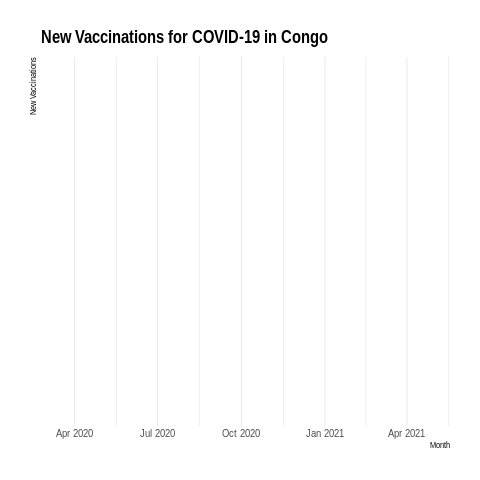 New Vaccinations for COVID-19 in Congo
New Vaccinations
Apr 2020 Jul 2020 Oct 2020 Jan 2021 Apr 2021
Month